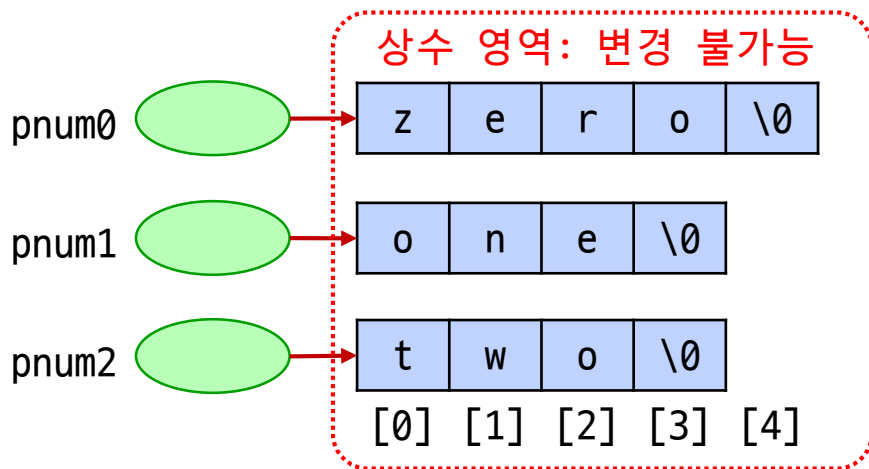 상수 영역: 변경 불가능
pnum0 z e r o \0
pnum1 o n e \0
pnum2 t w o \0
[0] [1] [2] [3] [4]